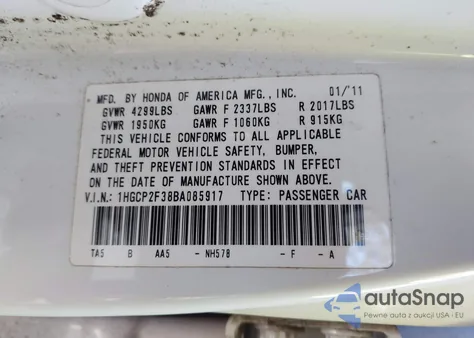 MFD. BY HONDA OF AMERICA MFG., INC. 01/'11
GVWR 4299LBS GAWR F 2337LBS R 2017LBS
GVWR 1950KG GAWR F 1060KG R 915KG
THIS VEHICLE CONFORMS TO ALL APPLICABLE
FEDERAL MOTOR VEHICLE SAFETY, BUMPER,
AND THEFT PREVENTION STANDARDS IN EFFECT
ON THE DATE OF MANUFACTURE SHOWN ABOVE.
V.I.N.: 1HGCP2F38BA085917 TYPE: PASSENGER CAR
TA5 B AA5 - NH578 - F - A
autoSnap
Pewne auta z aukcji USA - EU